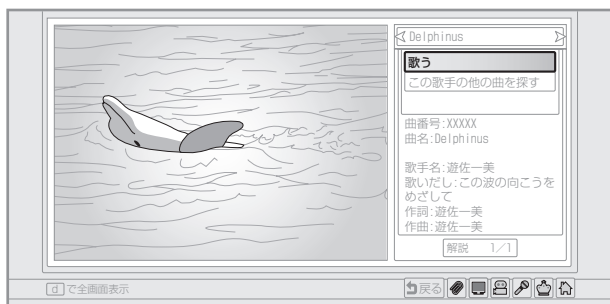 Delphinus
歌う
この歌手の他の曲を探す
曲番号:XXXXX
曲名:Delphinus
歌手名:遊佐一美
歌いだし:この波の向こうを
めざして
作詞:遊佐一美
作曲:遊佐一美
解説 1/1
d で全画面表示
戻る